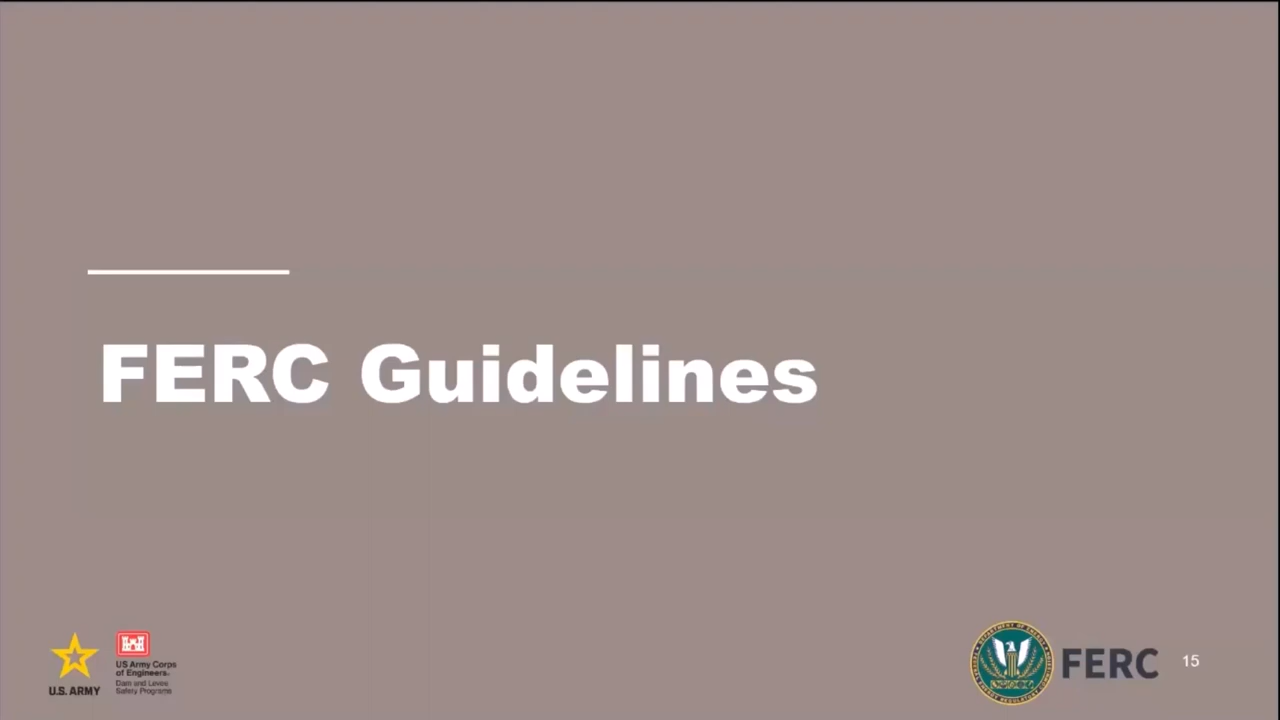 FERC Guidelines
U.S. ARMY
US Army Corps
of Engineers.
Dam and Levee
Safety Programs
FERC
15